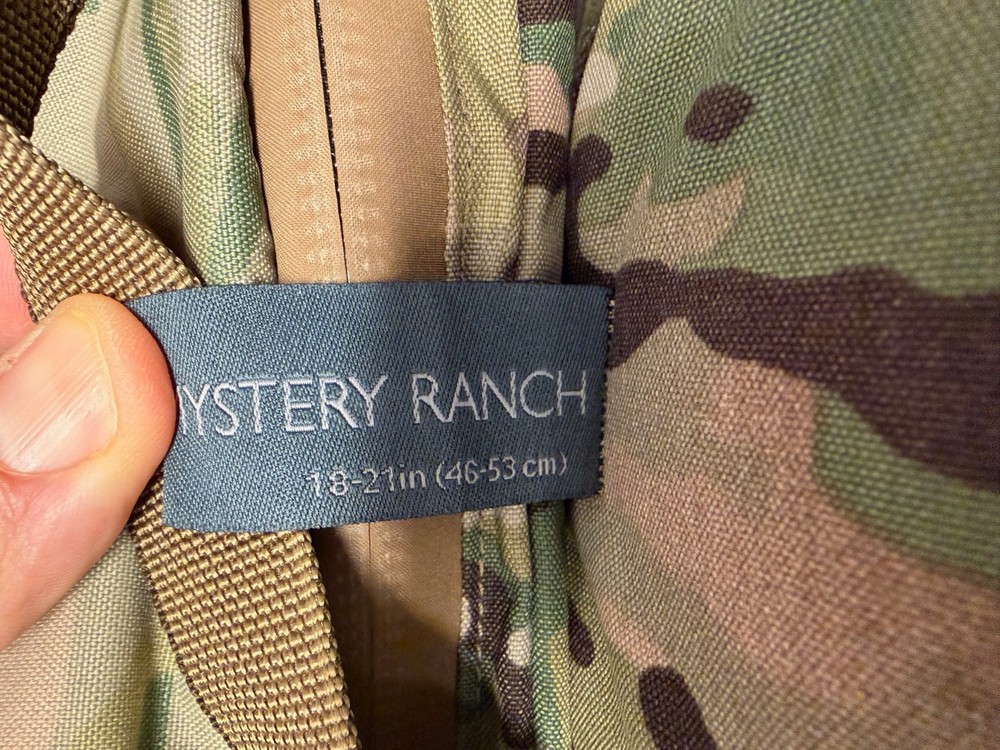 YSTERY RANCH
18-21in (46-53 cm)